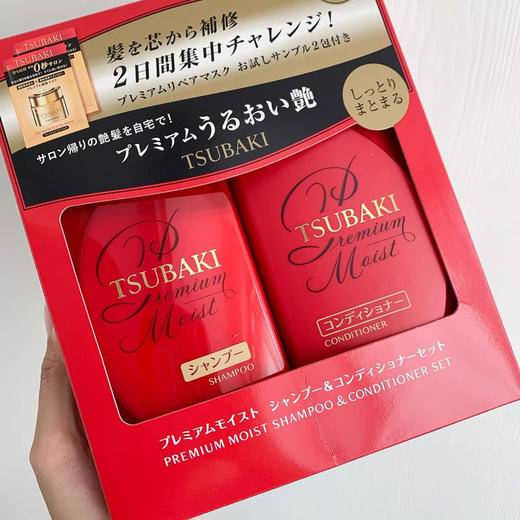 TSUBAKI
TSUBAKI
"0秒サロン
髪を芯から補修
2日間集中チャレンジ!
プレミアムリペアマスク お試しサンプル2包付き
サロン帰りの艶髪を自宅で!
プレミアムうるおい艶
TSUBAKI
しっとり
まとまる
TSUBAKI
Premium
Moist
シャンプー
SHAMPOO
TSUBAKI
Premium
Moist
コンディショナー
CONDITIONER
プレミアムモイスト シャンプー&コンディショナーセット
PREMIUM MOIST SHAMPOO & CONDITIONER SET